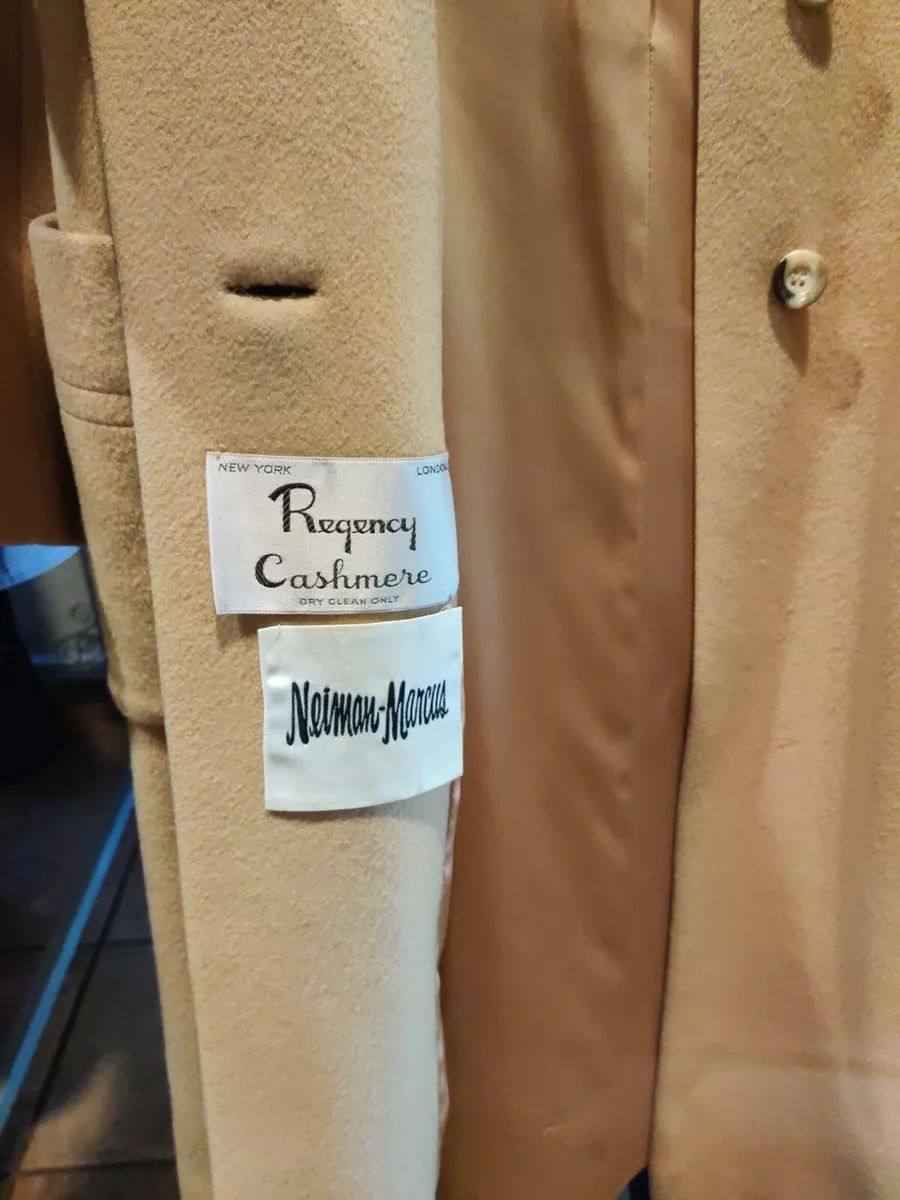 NEW YORK LONDON
Regency
Cashmere
DRY CLEAN ONLY
Neiman-Marcus